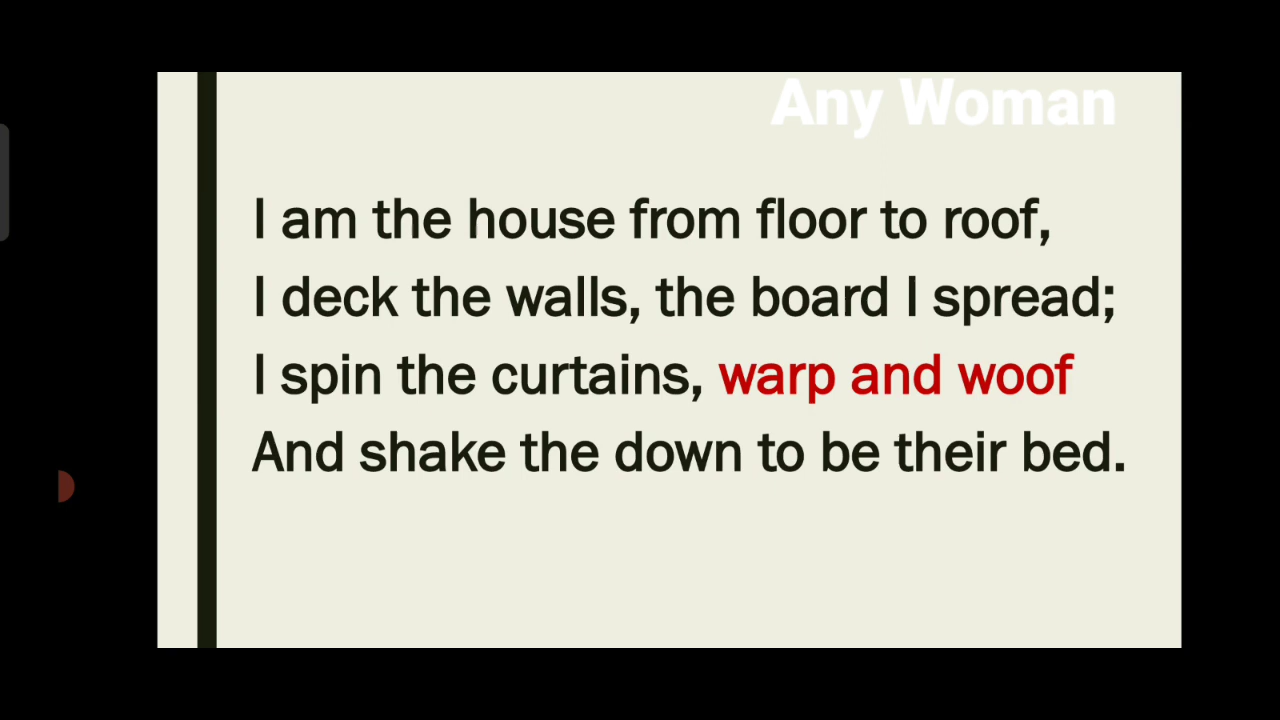 Any Woman
I am the house from floor to roof,
I deck the walls, the board I spread;
I spin the curtains, warp and woof
And shake the down to be their bed.